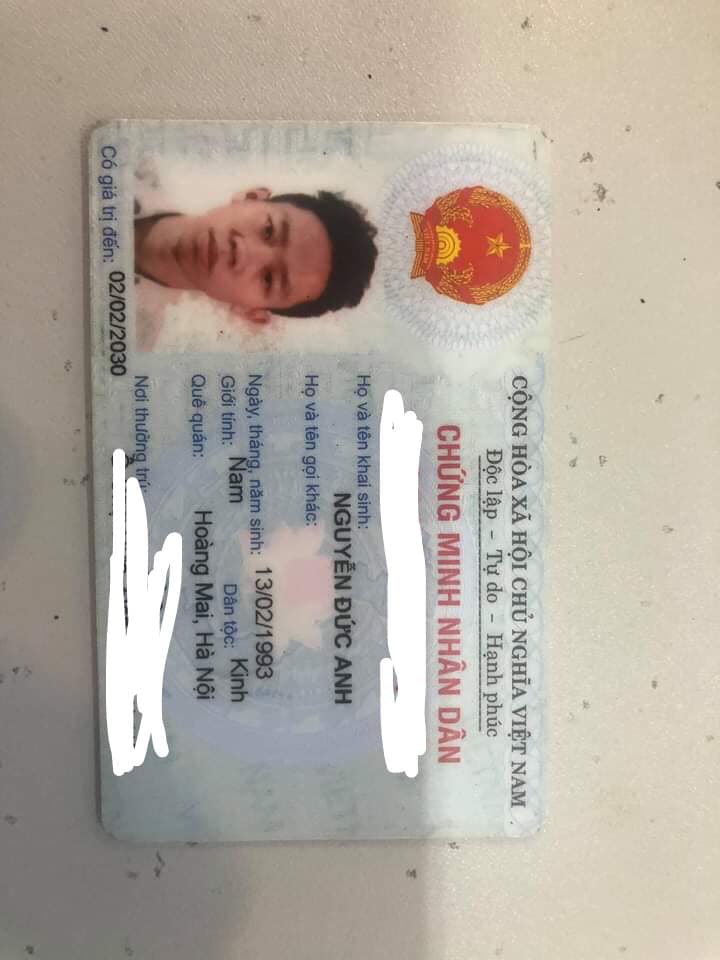 CỘNG HÒA XÃ HỘI CHỦ NGHĨA VIỆT NAM
Độc lập - Tự do - Hạnh phúc
CHỨNG MINH NHÂN DÂN
Họ và tên khai sinh:
NGUYỄN ĐỨC ANH
Họ và tên gọi khác:
Ngày, tháng, năm sinh: 13/02/1993
Giới tính: Nam Dân tộc: Kinh
Quê quán: Hoàng Mai, Hà Nội
Nơi thường trú:
Có giá trị đến: 02/02/2030